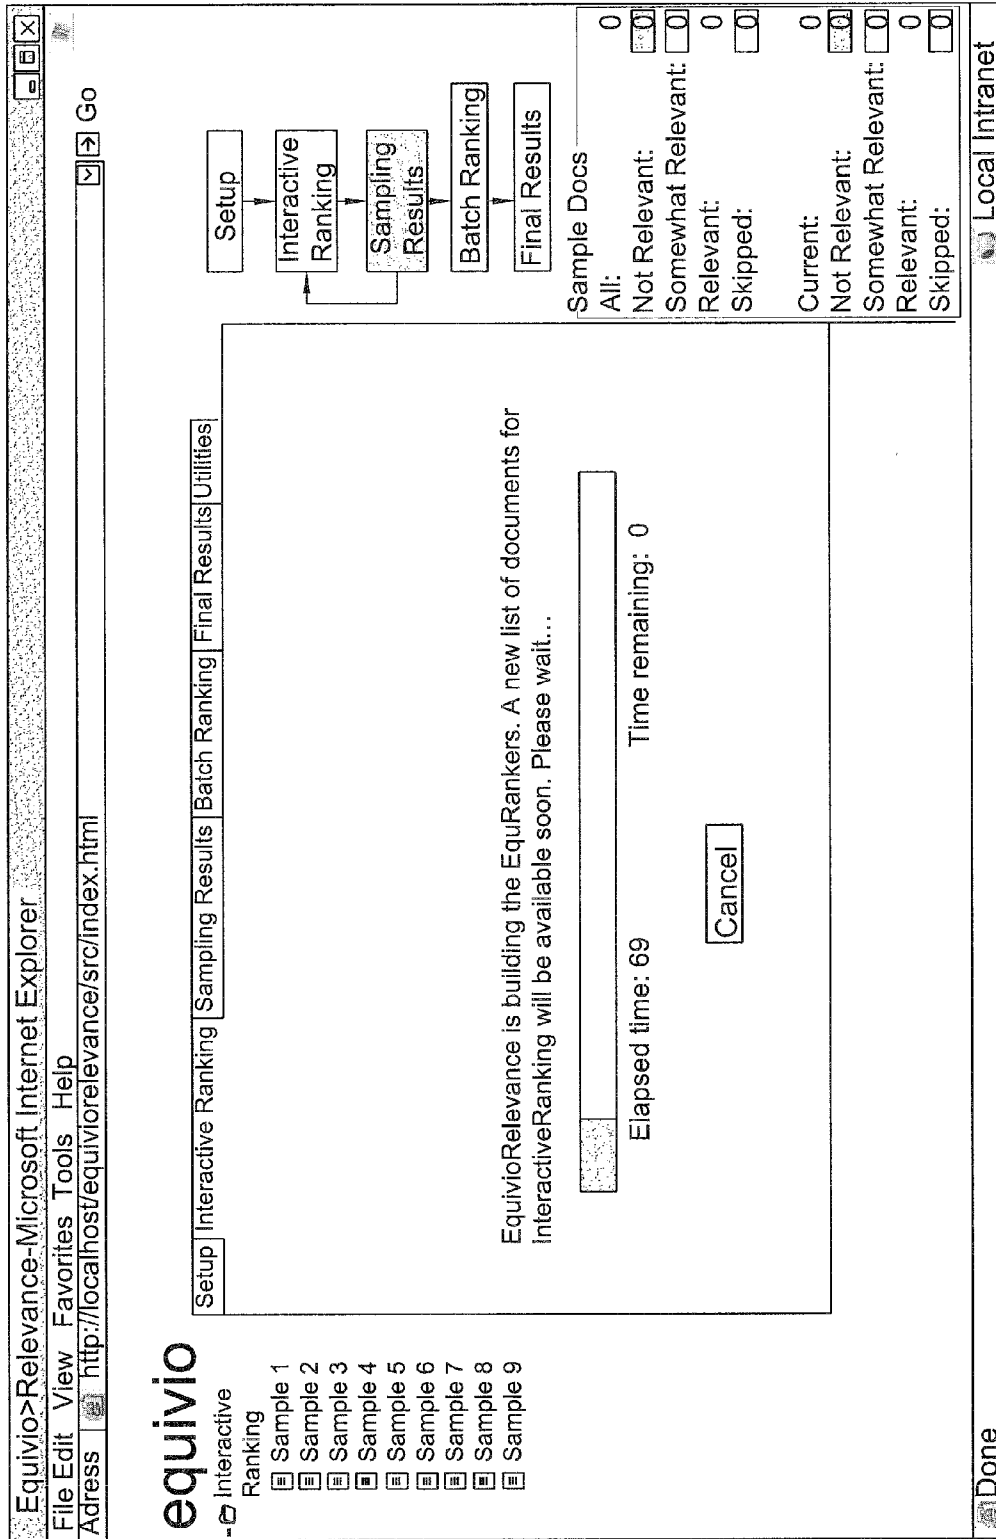 Equivio>Relevance-Microsoft Internet Explorer
File Edit View Favorites Tools Help
Adress http://localhost/equiviorelevance/src/index.html Go
equivio
Interactive
Ranking
Sample 1
Sample 2
Sample 3
Sample 4
Sample 5
Sample 6
Sample 7
Sample 8
Sample 9
Setup Interactive Ranking Sampling Results Batch Ranking Final Results Utilities
EquivioRelevance is building the EquRankers. A new list of documents for
InteractiveRanking will be available soon. Please wait...
Elapsed time: 69 Time remaining: 0
Cancel
Setup
Interactive
Ranking
Sampling
Results
Batch Ranking
Final Results
Sample Docs
All: 0
Not Relevant: 0
Somewhat Relevant: 0
Relevant: 0
Skipped: 0
Current: 0
Not Relevant: 0
Somewhat Relevant: 0
Relevant: 0
Skipped: 0
Done Local Intranet